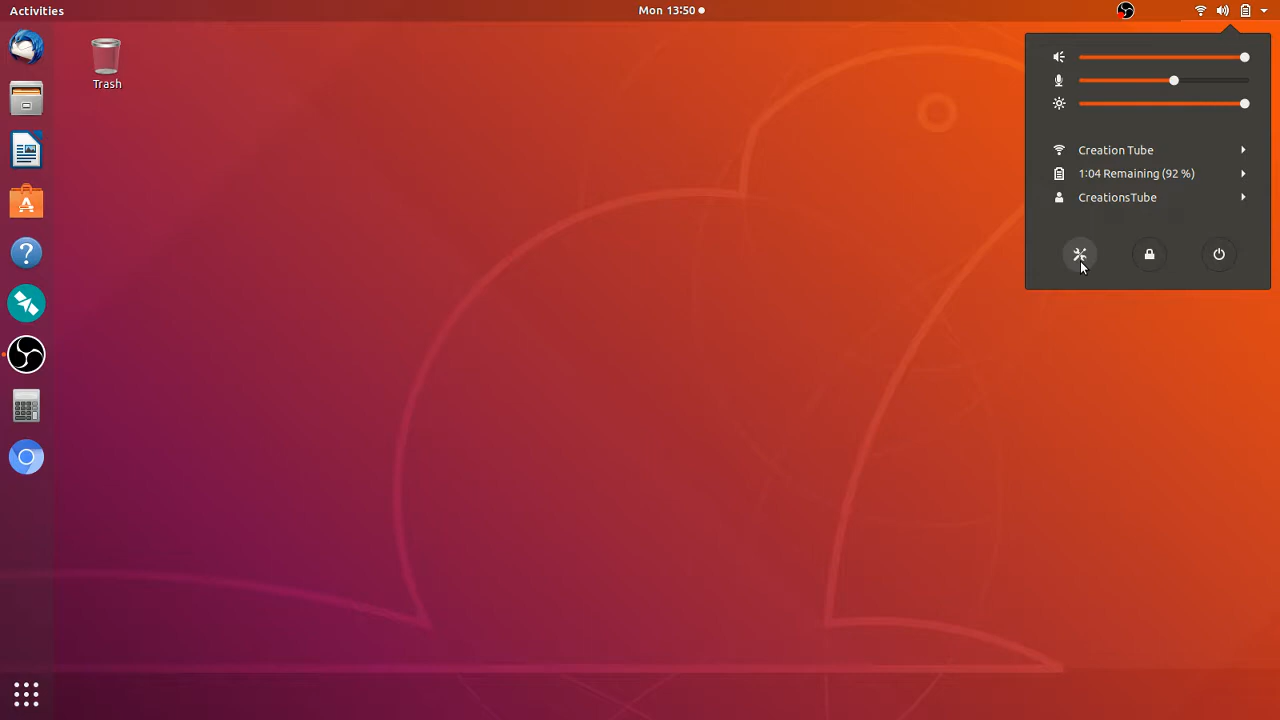 Activities
Mon 13:50
Trash
Creation Tube
1:04 Remaining (92 %)
CreationsTube